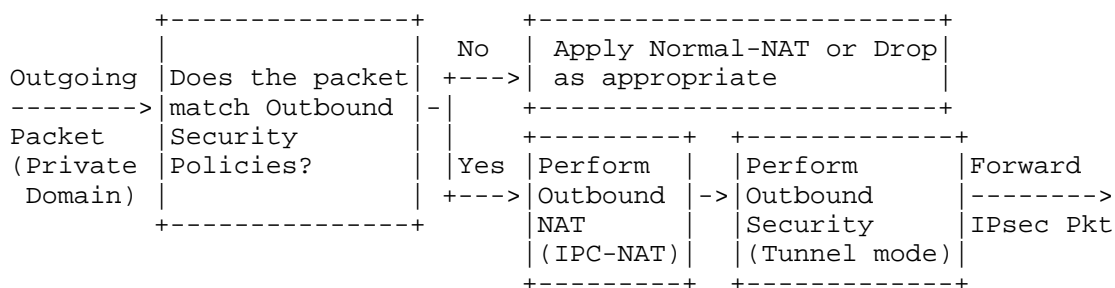 No
Apply Normal-NAT or Drop
as appropriate
Outgoing
Packet
(Private
Domain)
Does the packet
match Outbound
Security
Policies?
Yes
Perform
Outbound
NAT
(IPC-NAT)
Perform
Outbound
Security
(Tunnel mode)
Forward
IPsec Pkt